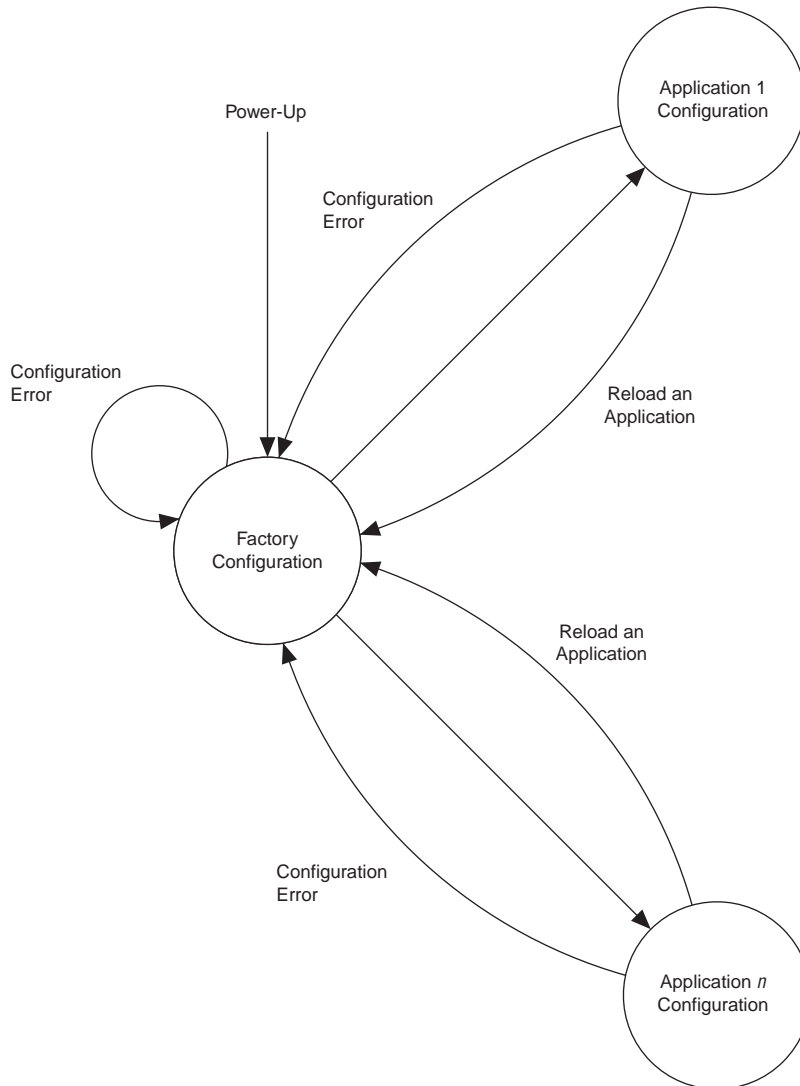 Application 1
Configuration
Power-Up
Configuration
Error
Configuration
Error
Reload an
Application
Factory
Configuration
Reload an
Application
Configuration
Error
Application n
Configuration